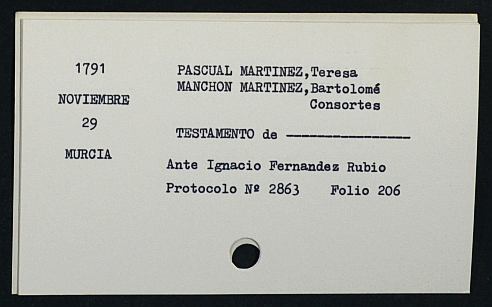 1791
NOVIEMBRE
29
MURCIA
PASCUAL MARTINEZ,Teresa
MANCHON MARTINEZ,Bartolomé
Consortes
TESTAMENTO de ----------------
Ante Ignacio Fernandez Rubio
Protocolo Nº 2863 Folio 206